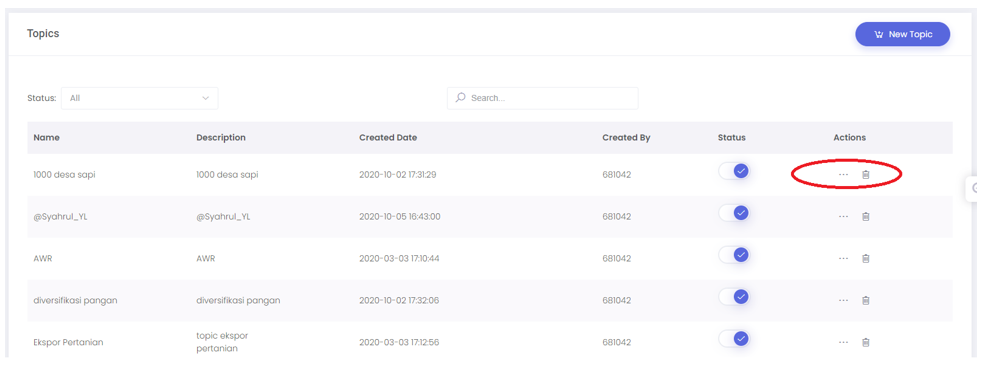 Topics
New Topic
Status: All Search...
Name Description Created Date Created By Status Actions
1000 desa sapi 1000 desa sapi 2020-10-02 17:31:29 681042
@Syahrul_YL @Syahrul_YL 2020-10-05 16:43:00 681042
AWR AWR 2020-03-03 17:10:44 681042
diversifikasi pangan diversifikasi pangan 2020-10-02 17:32:06 681042
Ekspor Pertanian topic ekspor 2020-03-03 17:12:56 681042
pertanian